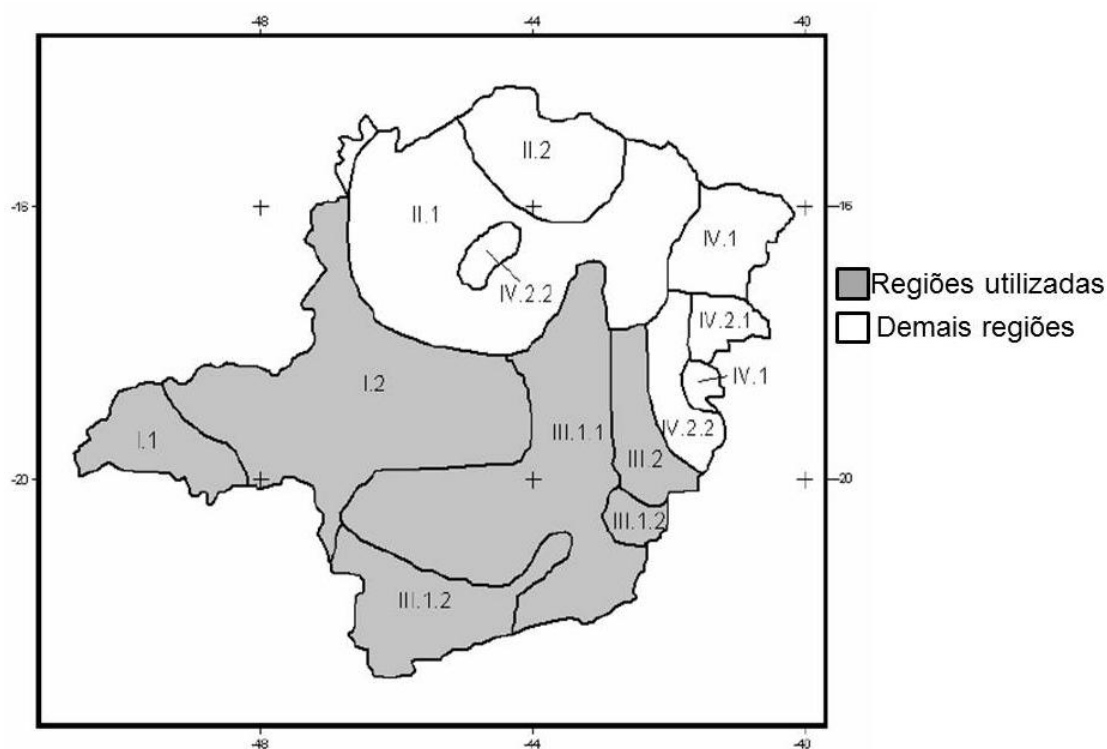 -48 -44 -40
II.2
-16 -16
II.1
IV.1
IV.2.2
Regiões utilizadas
IV.2.1
Demais regiões
IV.1
I.2
IV.2.2
III.1.1
I.1
III.2
-20 -20
III.1.2
III.1.2
-48 -44 -40